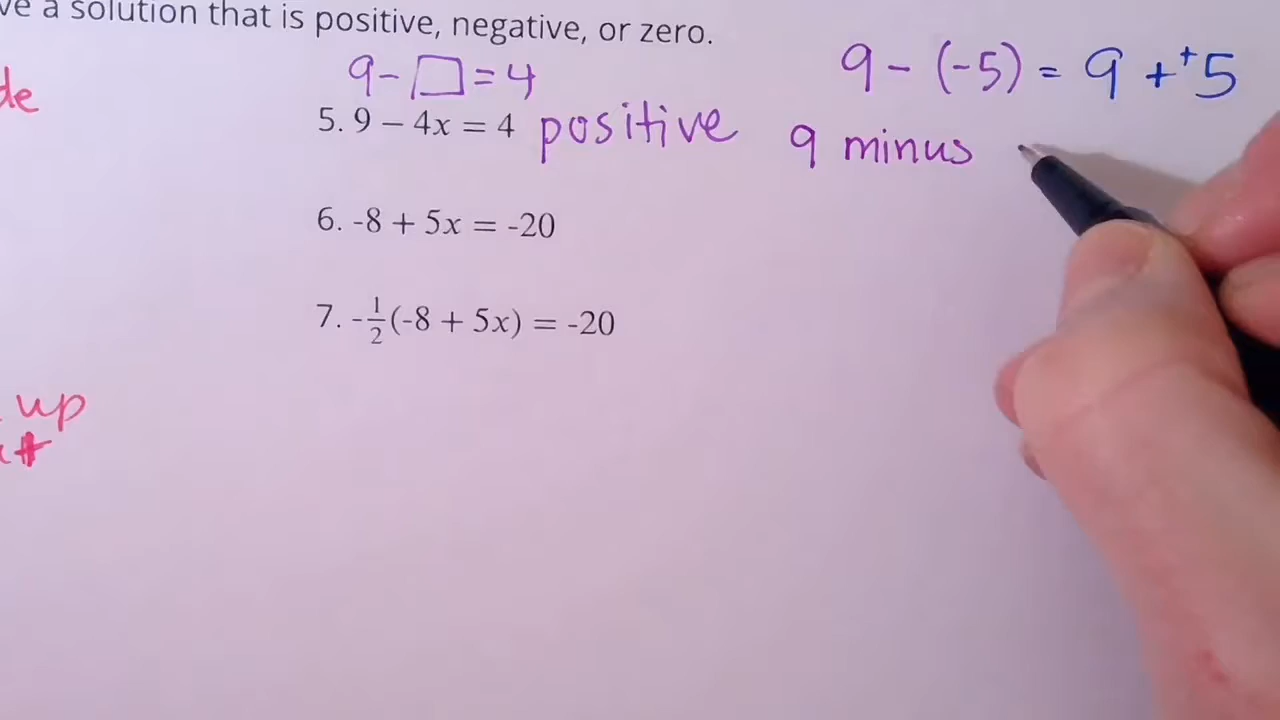 ve a solution that is positive, negative, or zero.
de
9 - □ = 4
5. 9 – 4x = 4 positive
9 - (-5) = 9 + +5
9 minus
6. -8 + 5x = -20
7. -1/2(-8 + 5x) = -20
up